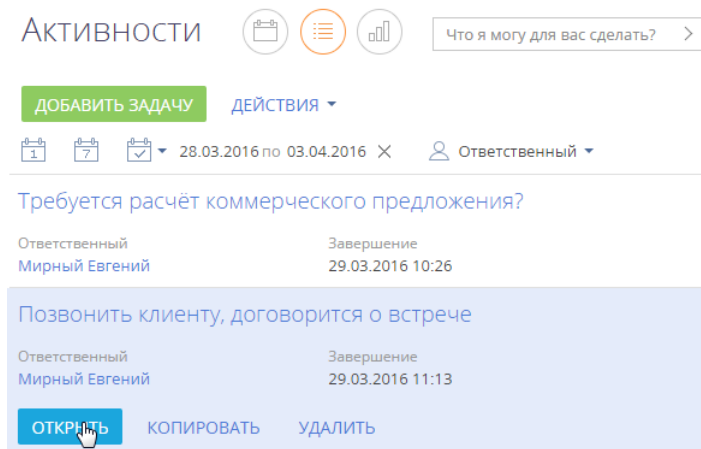 Активности
Что я могу для вас сделать?
ДОБАВИТЬ ЗАДАЧУ ДЕЙСТВИЯ
1 7 28.03.2016 по 03.04.2016 Ответственный
Требуется расчёт коммерческого предложения?
Ответственный Завершение
Мирный Евгений 29.03.2016 10:26
Позвонить клиенту, договорится о встрече
Ответственный Завершение
Мирный Евгений 29.03.2016 11:13
ОТКРЫТЬ КОПИРОВАТЬ УДАЛИТЬ